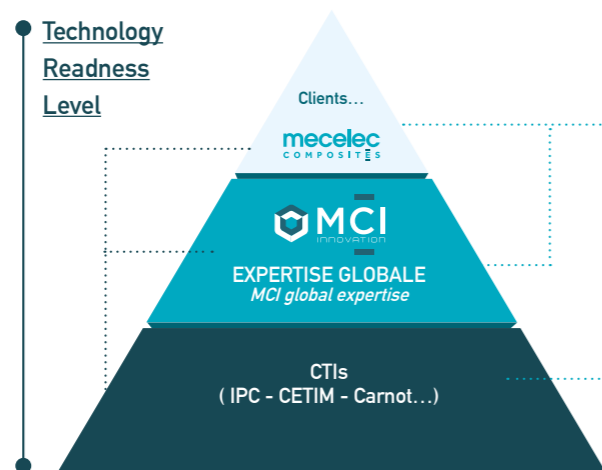 Technology
Readness
Level
Clients...
mecelec
COMPOSITES
MCI
INNOVATION
EXPERTISE GLOBALE
MCI global expertise
CTIs
( IPC - CETIM - Carnot...)